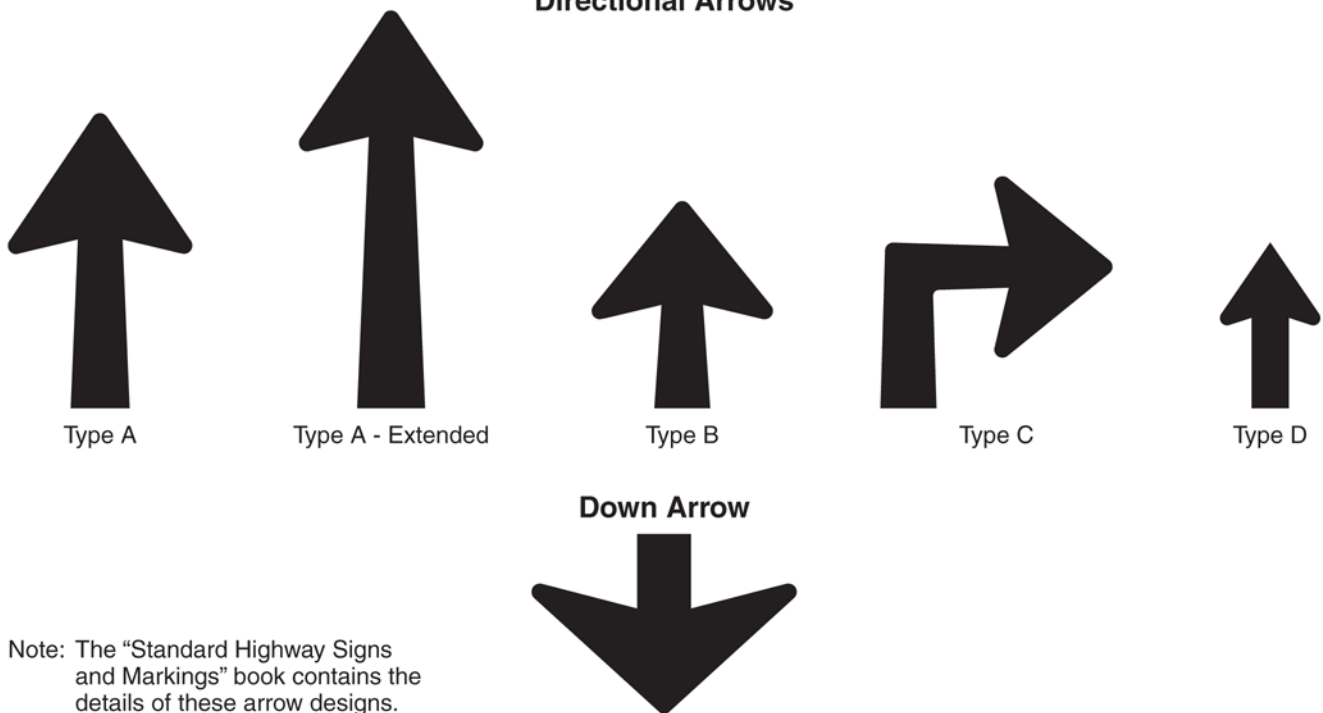 Directional Arrows
Type A
Type A - Extended
Type B
Type C
Type D
Down Arrow
Note: The “Standard Highway Signs
and Markings” book contains the
details of these arrow designs.